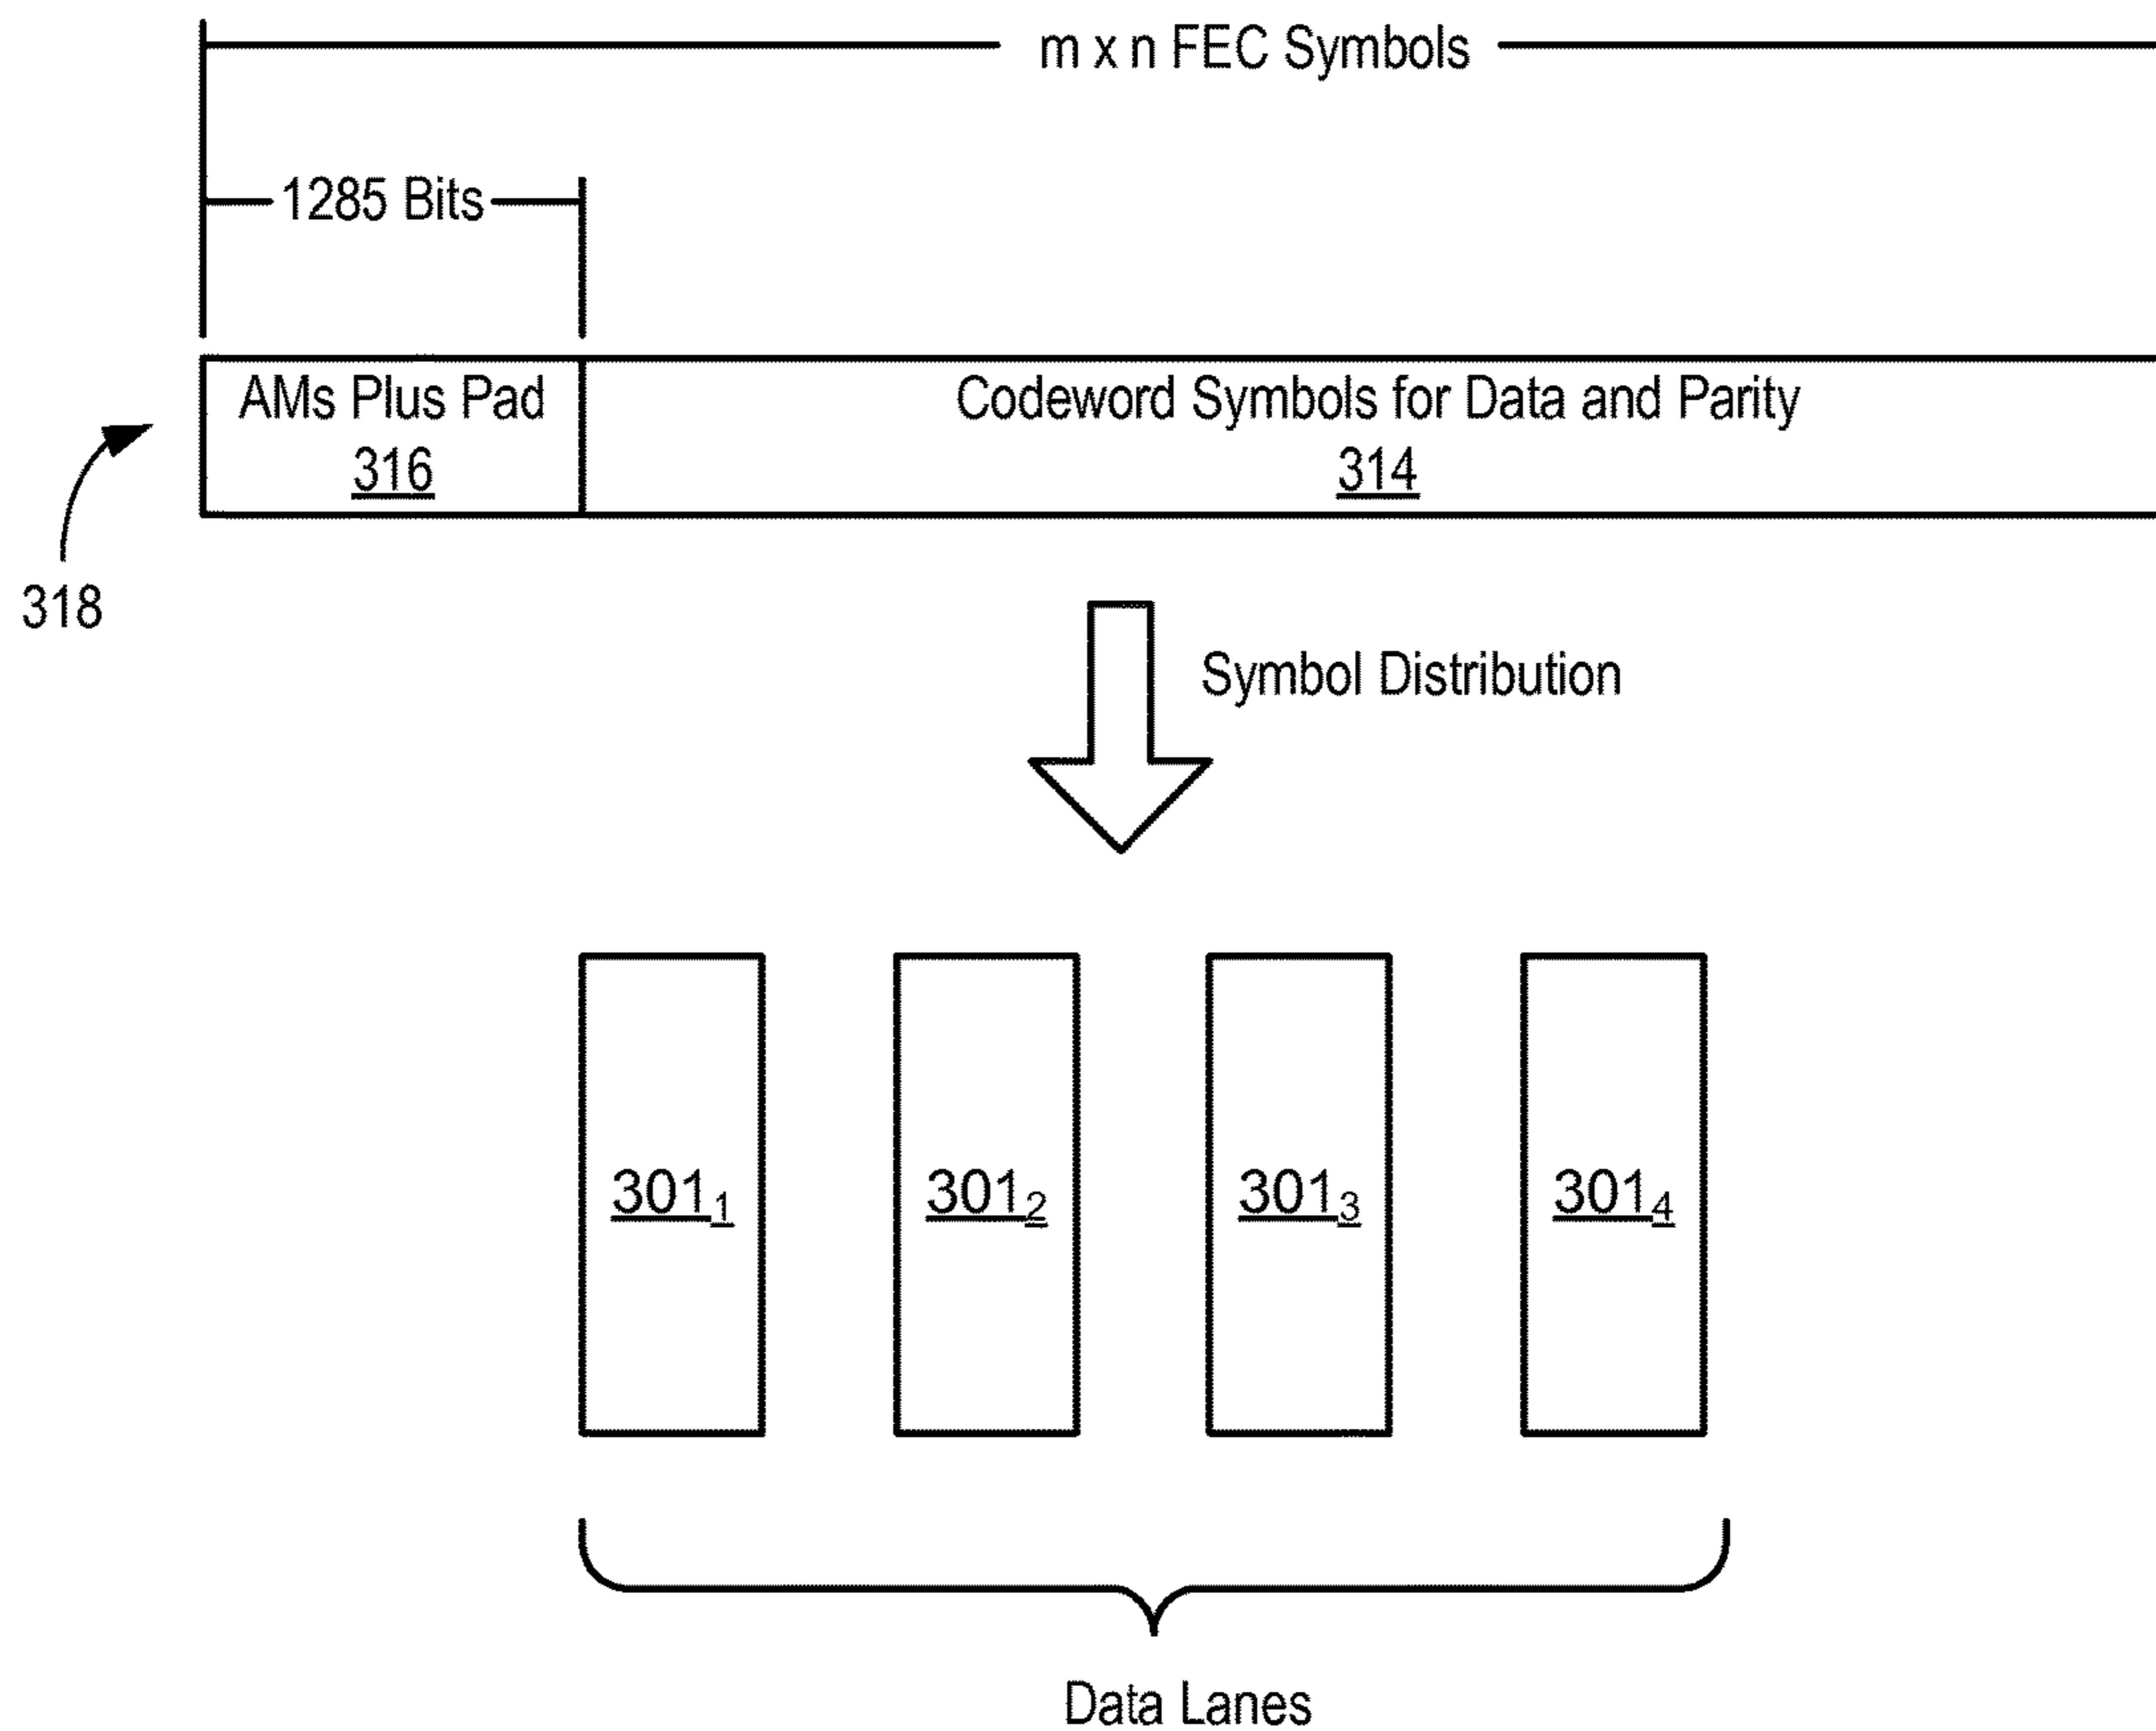 m x n FEC Symbols
1285 Bits
AMs Plus Pad
316
Codeword Symbols for Data and Parity
314
318
Symbol Distribution
301₁ 301₂ 301₃ 301₄
Data Lanes